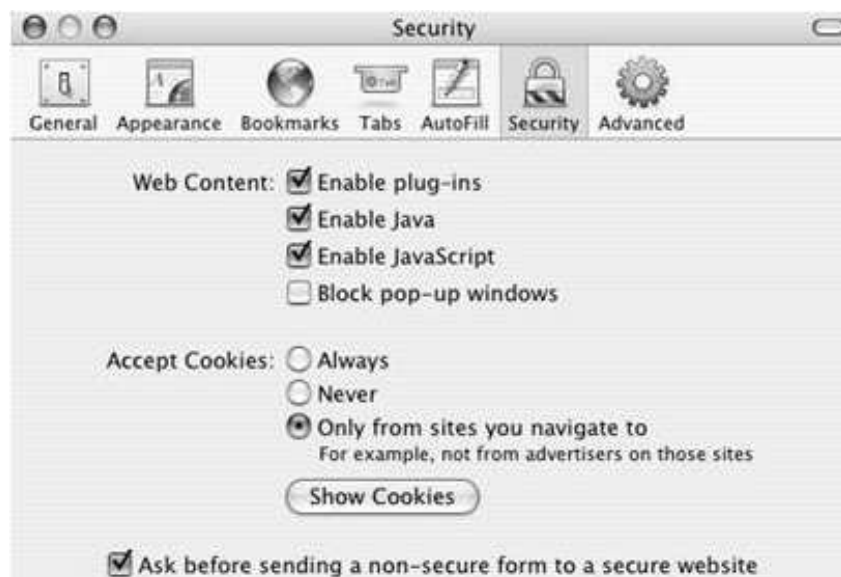 Security
General Appearance Bookmarks Tabs AutoFill Security Advanced
Web Content: Enable plug-ins
Enable Java
Enable JavaScript
Block pop-up windows
Accept Cookies: Always
Never
Only from sites you navigate to
For example, not from advertisers on those sites
Show Cookies
Ask before sending a non-secure form to a secure website